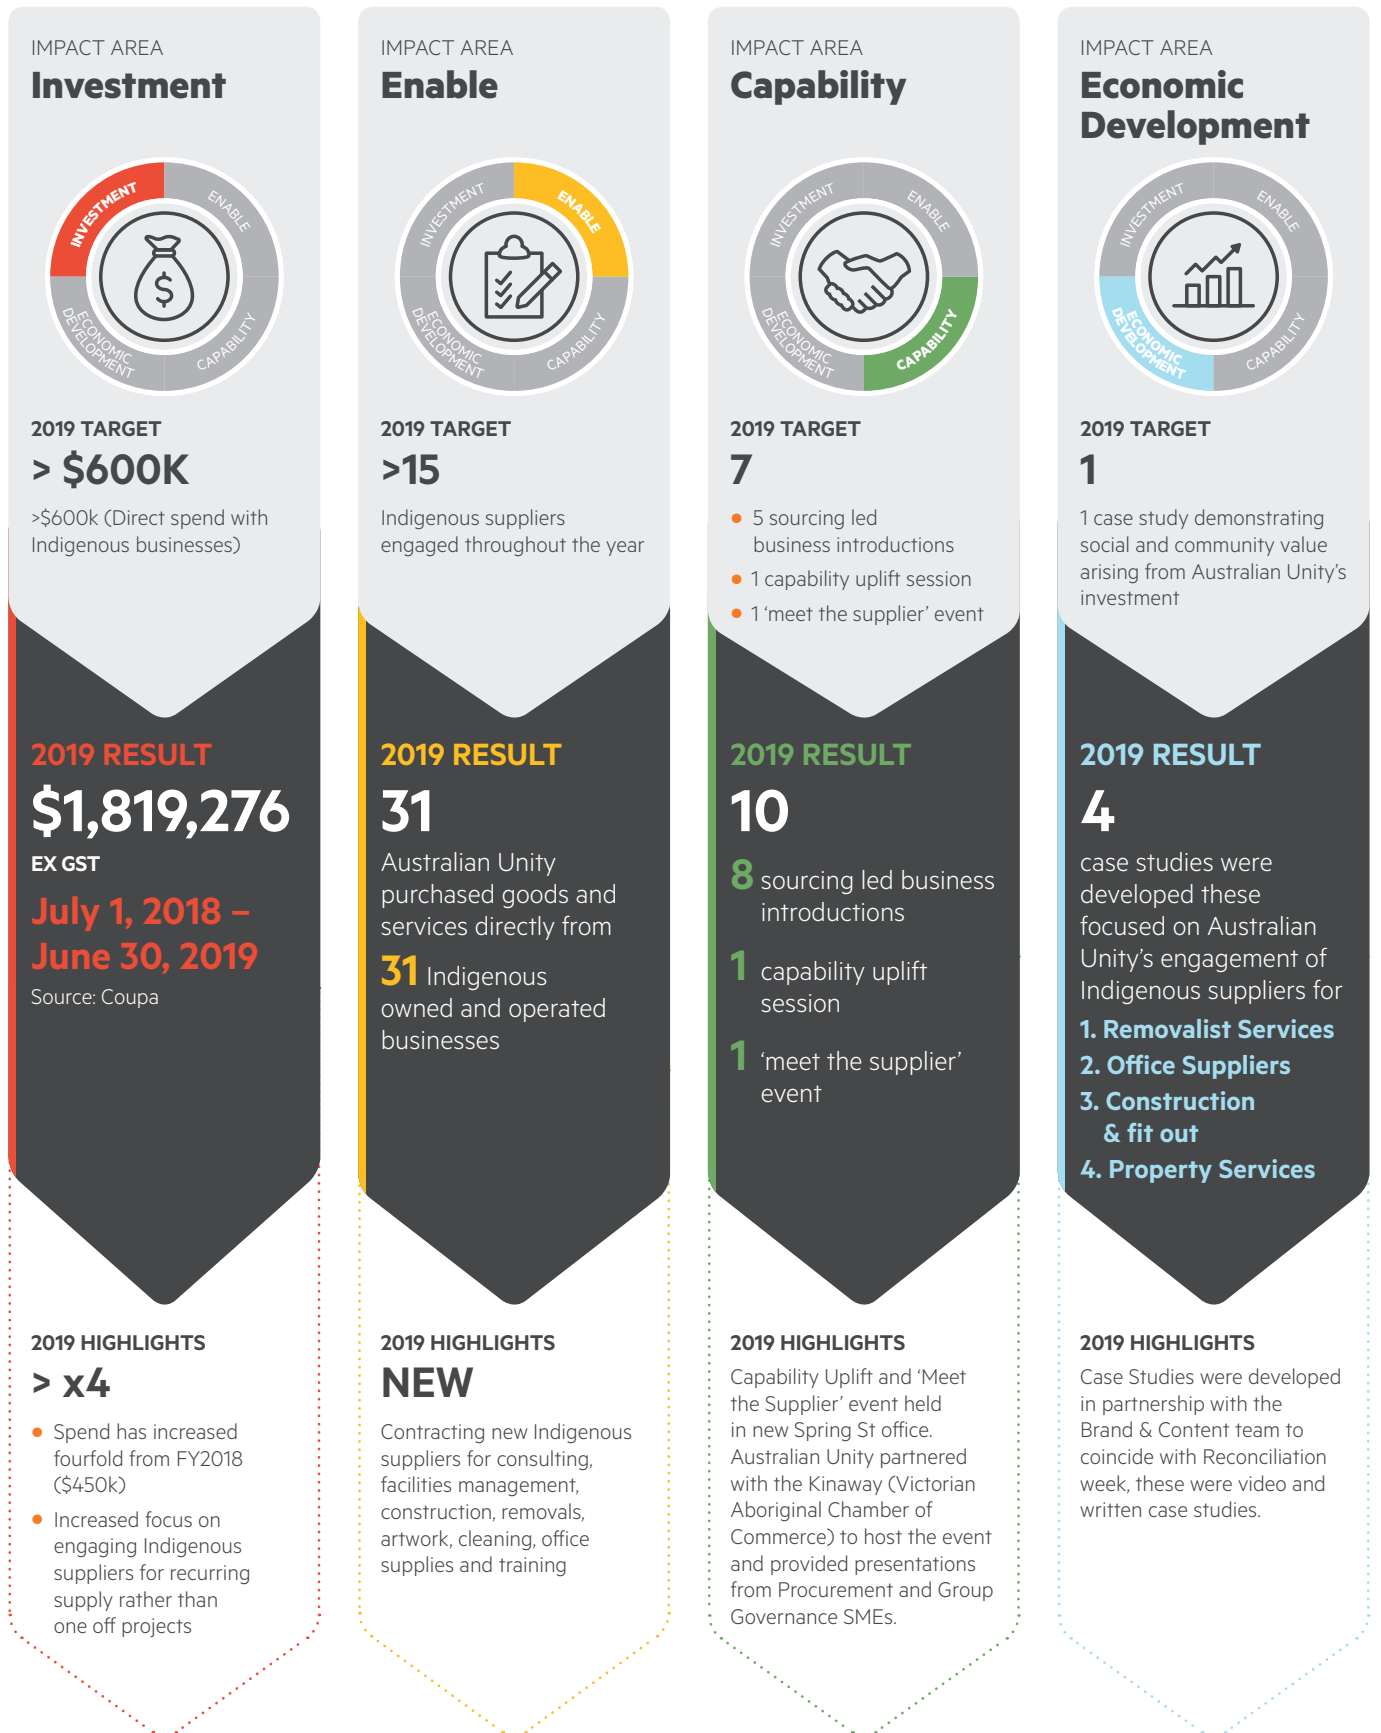 IMPACT AREA
Investment
INVESTMENT
ENABLE
ECONOMIC
DEVELOPMENT
CAPABILITY
$
2019 TARGET
> $600K
>$600k (Direct spend with
Indigenous businesses)
2019 RESULT
$1,819,276
EX GST
July 1, 2018 –
June 30, 2019
Source: Coupa
2019 HIGHLIGHTS
> x4
• Spend has increased
fourfold from FY2018
($450k)
• Increased focus on
engaging Indigenous
suppliers for recurring
supply rather than
one off projects
IMPACT AREA
Enable
INVESTMENT
ENABLE
ECONOMIC
DEVELOPMENT
CAPABILITY
2019 TARGET
>15
Indigenous suppliers
engaged throughout the year
2019 RESULT
31
Australian Unity
purchased goods and
services directly from
31 Indigenous
owned and operated
businesses
2019 HIGHLIGHTS
NEW
Contracting new Indigenous
suppliers for consulting,
facilities management,
construction, removals,
artwork, cleaning, office
supplies and training
IMPACT AREA
Capability
INVESTMENT
ENABLE
ECONOMIC
DEVELOPMENT
CAPABILITY
2019 TARGET
7
• 5 sourcing led
business introductions
• 1 capability uplift session
• 1 ‘meet the supplier’ event
2019 RESULT
10
8 sourcing led business
introductions
1 capability uplift
session
1 ‘meet the supplier’
event
2019 HIGHLIGHTS
Capability Uplift and ‘Meet
the Supplier’ event held
in new Spring St office.
Australian Unity partnered
with the Kinaway (Victorian
Aboriginal Chamber of
Commerce) to host the event
and provided presentations
from Procurement and Group
Governance SMEs.
IMPACT AREA
Economic
Development
INVESTMENT
ENABLE
ECONOMIC
DEVELOPMENT
CAPABILITY
2019 TARGET
1
1 case study demonstrating
social and community value
arising from Australian Unity’s
investment
2019 RESULT
4
case studies were
developed these
focused on Australian
Unity’s engagement of
Indigenous suppliers for
1. Removalist Services
2. Office Suppliers
3. Construction
& fit out
4. Property Services
2019 HIGHLIGHTS
Case Studies were developed
in partnership with the
Brand & Content team to
coincide with Reconciliation
week, these were video and
written case studies.